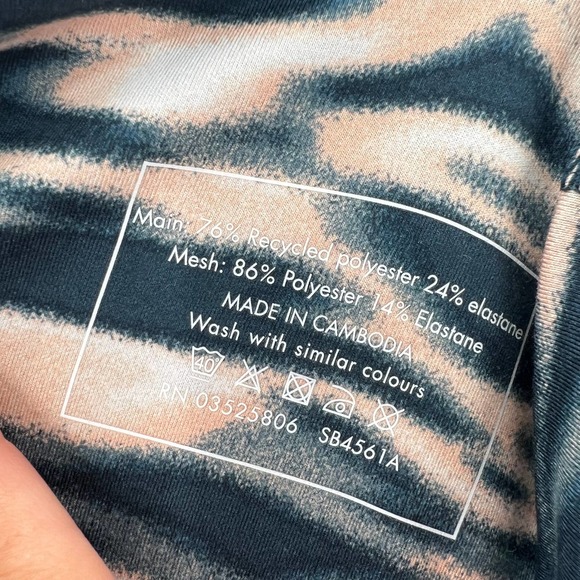 Main: 76% Recycled polyester 24% elastane
Mesh: 86% Polyester 14% Elastane
MADE IN CAMBODIA
Wash with similar colours
40
RN 03525806 SB4561A